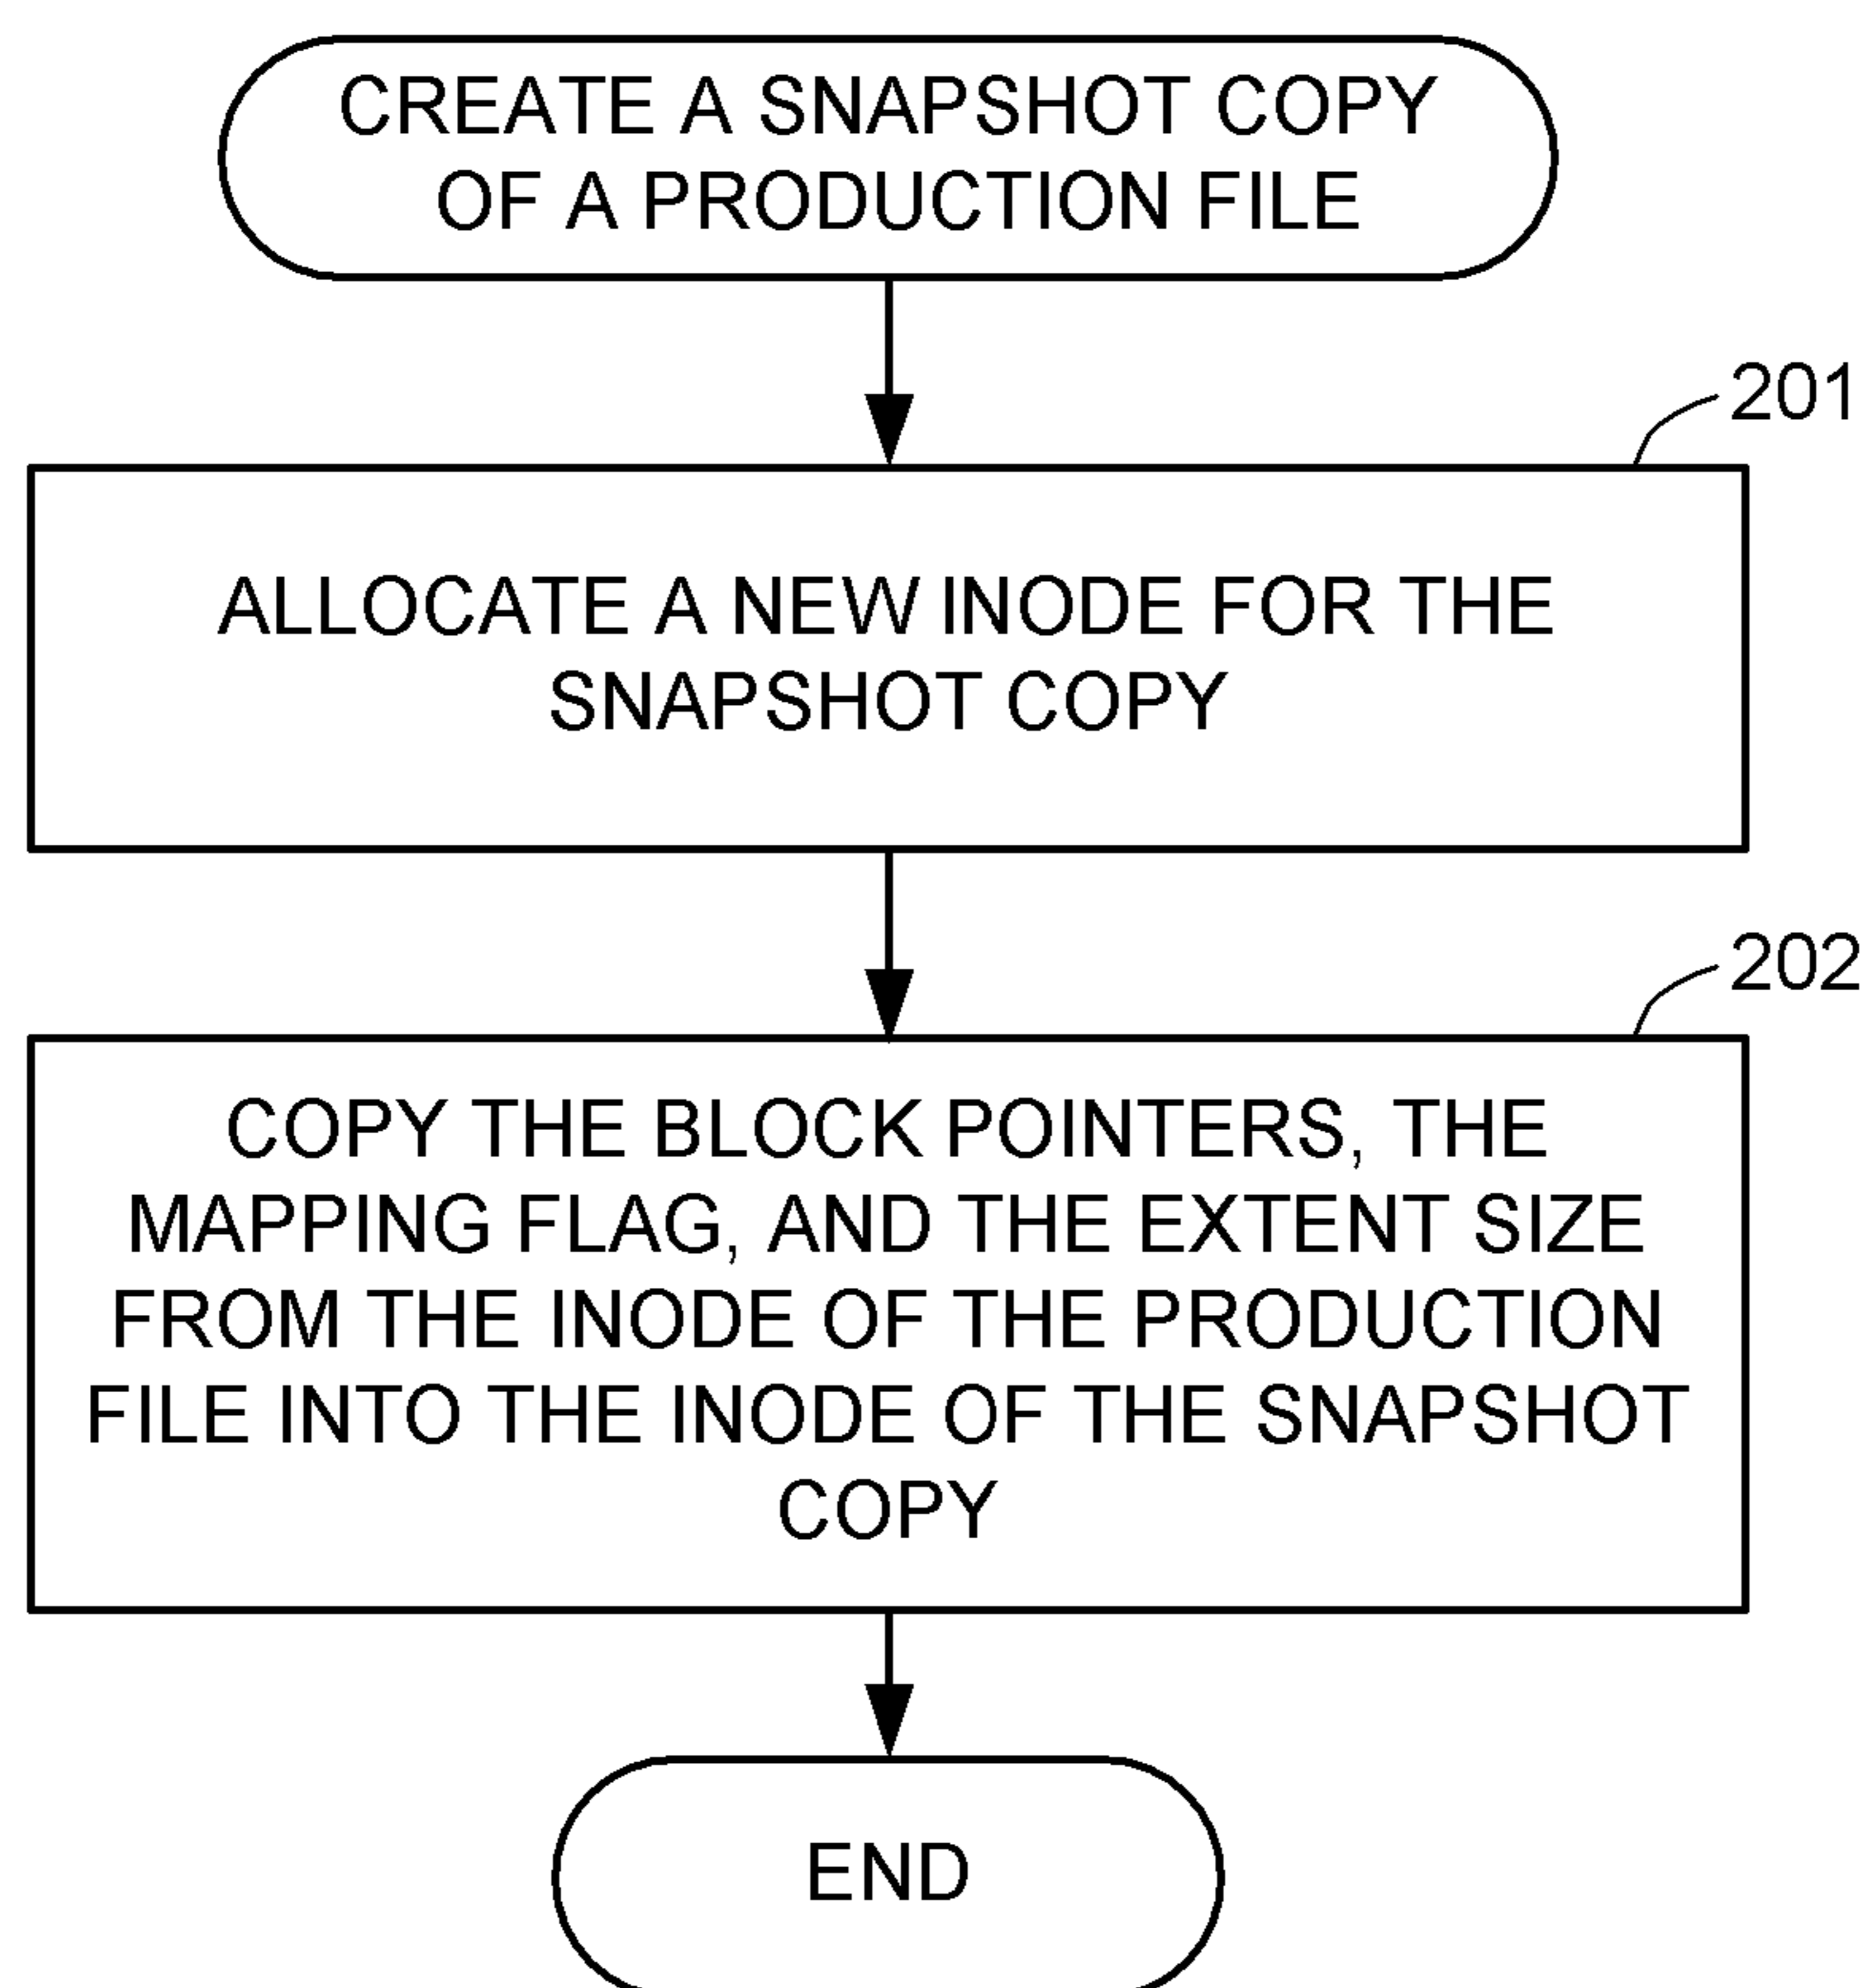 CREATE A SNAPSHOT COPY
OF A PRODUCTION FILE
201
ALLOCATE A NEW INODE FOR THE
SNAPSHOT COPY
202
COPY THE BLOCK POINTERS, THE
MAPPING FLAG, AND THE EXTENT SIZE
FROM THE INODE OF THE PRODUCTION
FILE INTO THE INODE OF THE SNAPSHOT
COPY
END